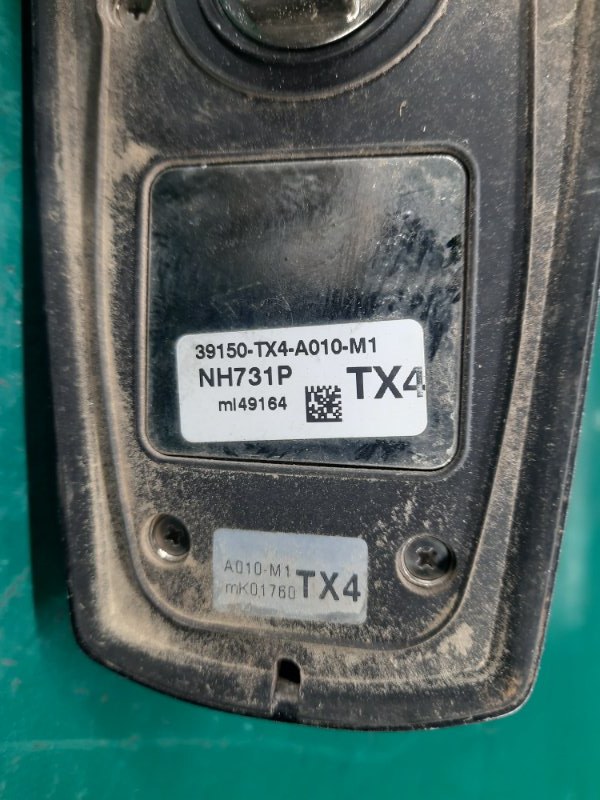 39150-TX4-A010-M1
NH731P
ml49164
TX4
A010-M1
mK01760
TX4